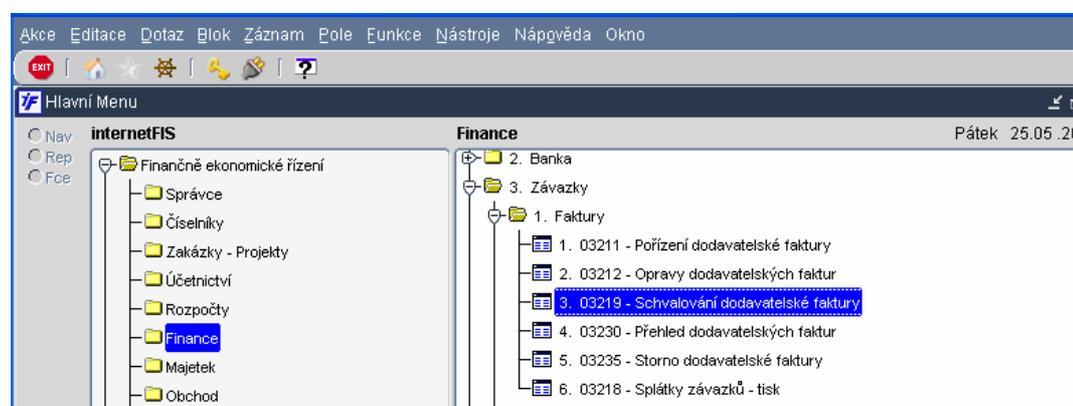 Akce Editace Dotaz Blok Záznam Pole Funkce Nástroje Nápověda Okno
EXIT
Hlavní Menu
Nav
Rep
Fce
internetFIS
Finančně ekonomické řízení
Správce
Číselníky
Zakázky - Projekty
Účetnictví
Rozpočty
Finance
Majetek
Obchod
Finance
Pátek 25.05.20
2. Banka
3. Závazky
1. Faktury
1. 03211 - Pořízení dodavatelské faktury
2. 03212 - Opravy dodavatelských faktur
3. 03219 - Schvalování dodavatelské faktury
4. 03230 - Přehled dodavatelských faktur
5. 03235 - Storno dodavatelské faktury
6. 03218 - Splátky závazků - tisk